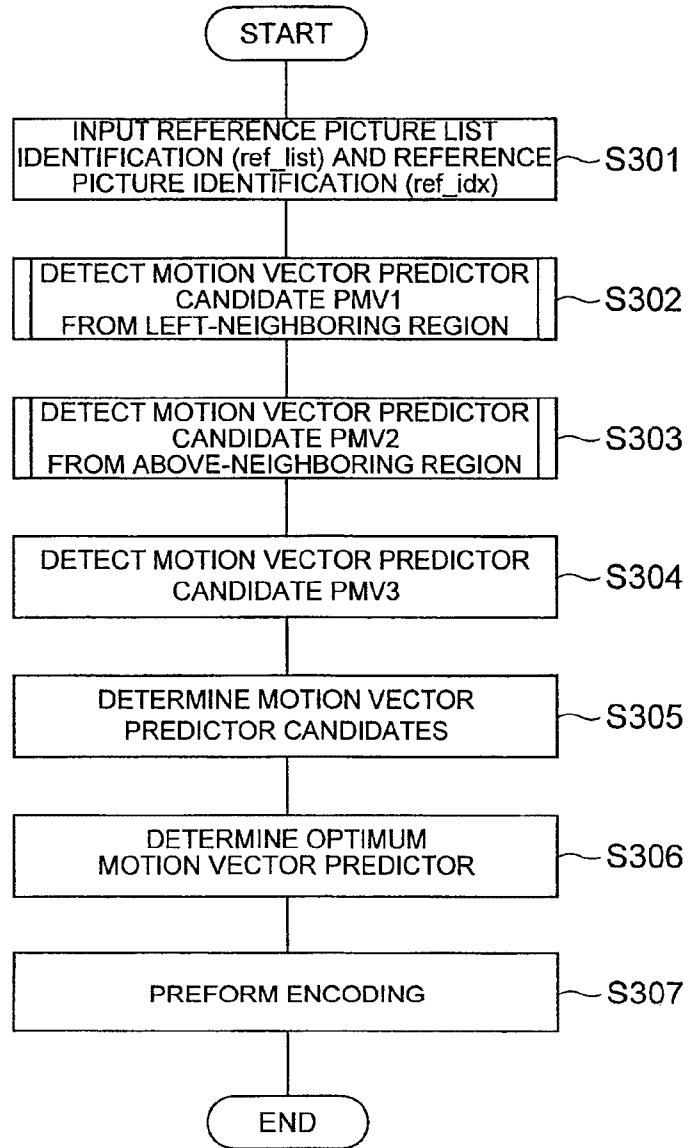 START
INPUT REFERENCE PICTURE LIST
IDENTIFICATION (ref_list) AND REFERENCE
PICTURE IDENTIFICATION (ref_idx)
S301
DETECT MOTION VECTOR PREDICTOR
CANDIDATE PMV1
FROM LEFT-NEIGHBORING REGION
S302
DETECT MOTION VECTOR PREDICTOR
CANDIDATE PMV2
FROM ABOVE-NEIGHBORING REGION
S303
DETECT MOTION VECTOR PREDICTOR
CANDIDATE PMV3
S304
DETERMINE MOTION VECTOR
PREDICTOR CANDIDATES
S305
DETERMINE OPTIMUM
MOTION VECTOR PREDICTOR
S306
PREFORM ENCODING
S307
END